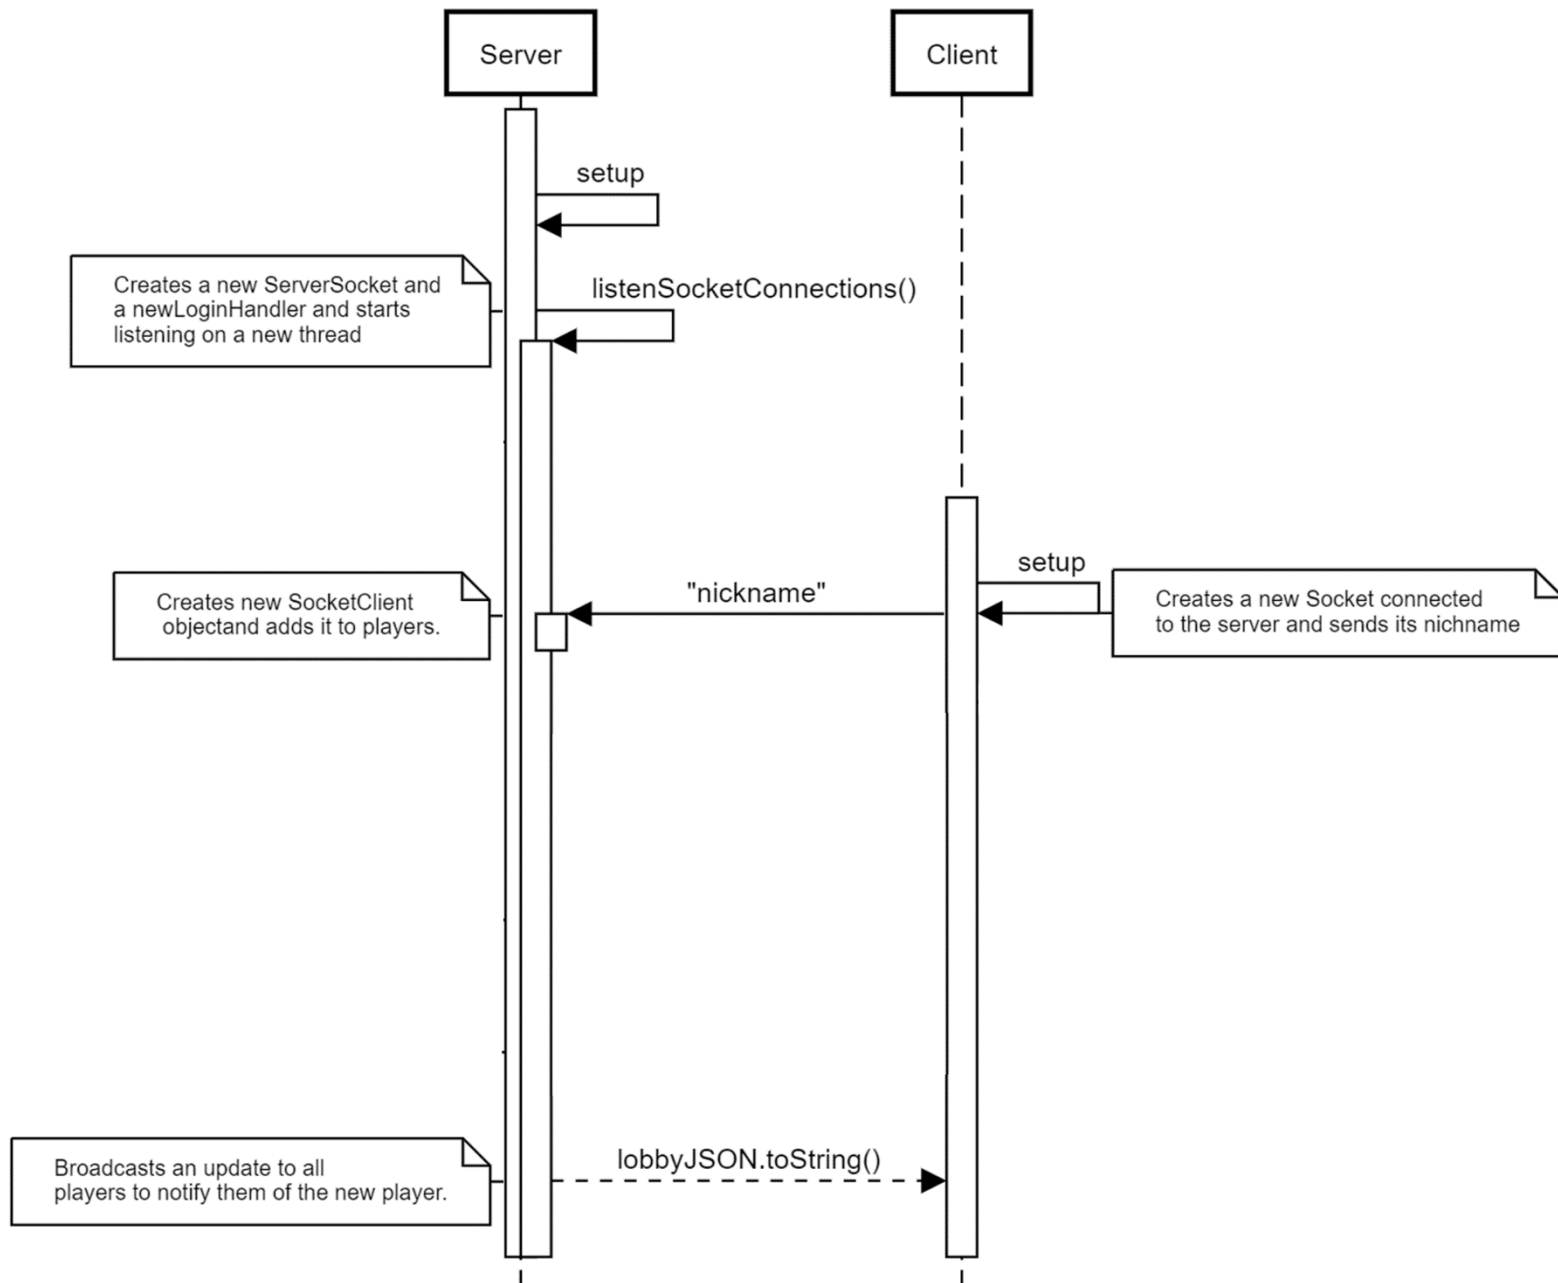 Server
Client
setup
Creates a new ServerSocket and
a newLoginHandler and starts
listening on a new thread
listenSocketConnections()
setup
Creates new SocketClient
objectand adds it to players.
"nickname"
Creates a new Socket connected
to the server and sends its nichname
lobbyJSON.toString()
Broadcasts an update to all
players to notify them of the new player.